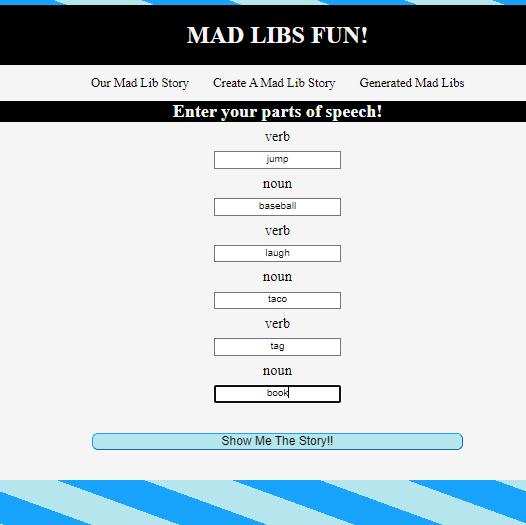 MAD LIBS FUN!
Our Mad Lib Story Create A Mad Lib Story Generated Mad Libs
Enter your parts of speech!
verb
jump
noun
baseball
verb
laugh
noun
taco
verb
tag
noun
book
Show Me The Story!!